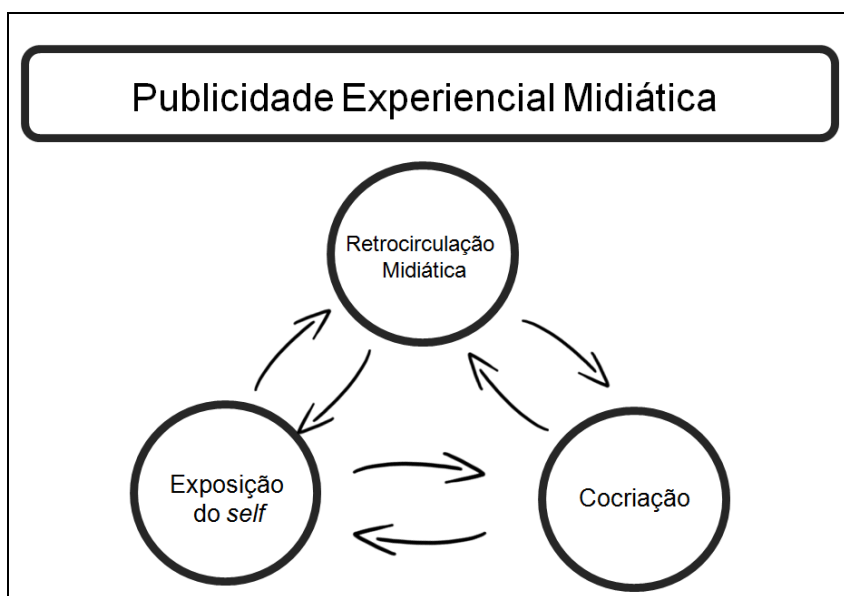 Publicidade Experiencial Midiática
Retrocirculação
Midiática
Exposição
do self
Cocriação